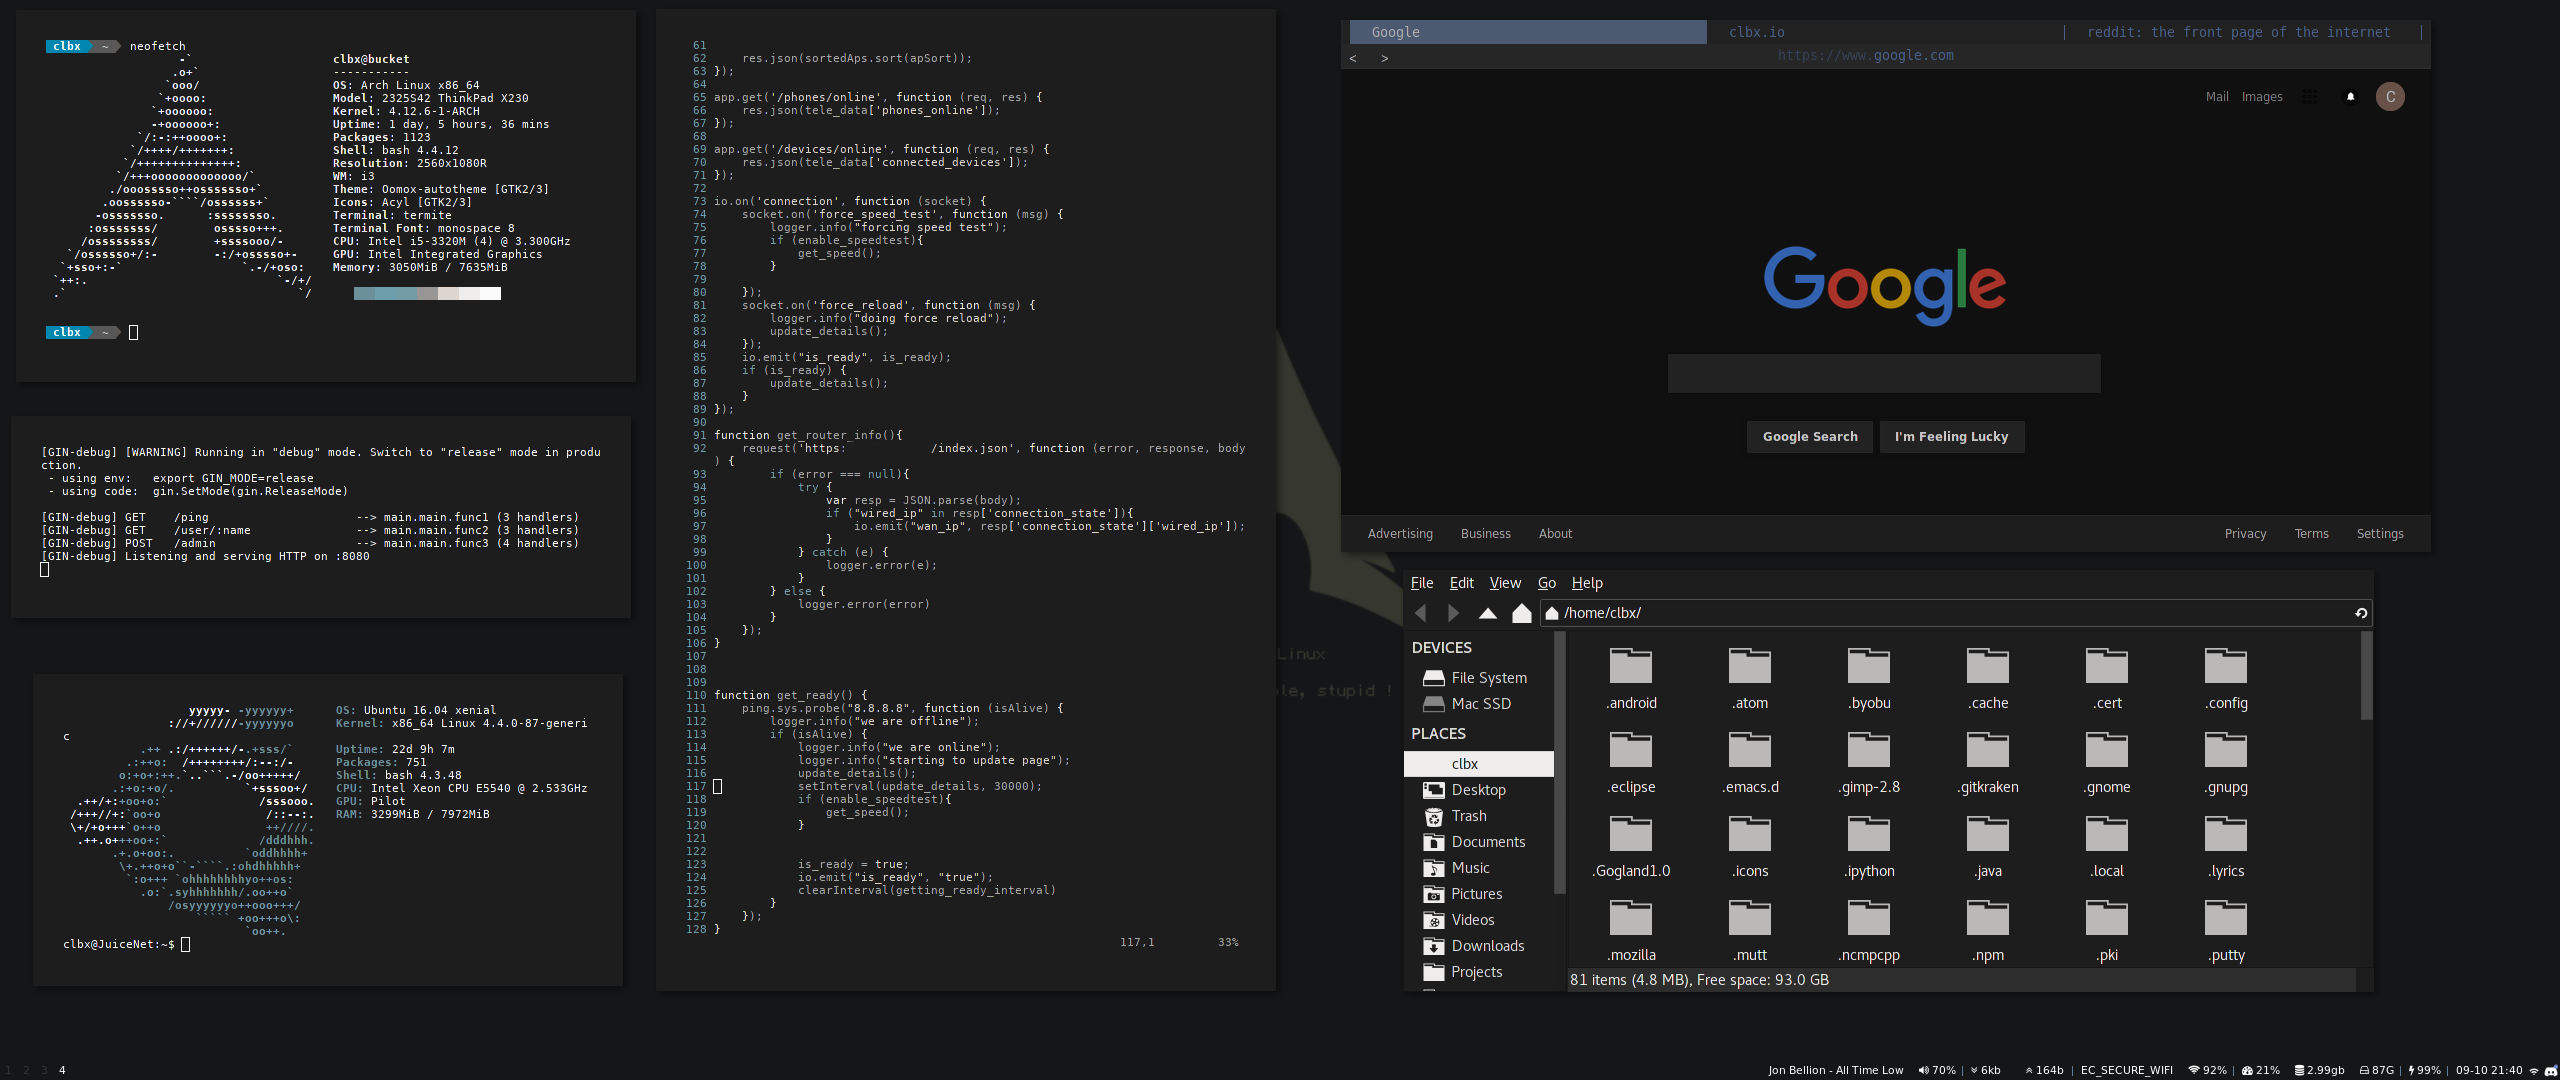 clbx ~ neofetch
clbx@bucket
-----------
OS: Arch Linux x86_64
Model: 2325S42 ThinkPad X230
Kernel: 4.12.6-1-ARCH
Uptime: 1 day, 5 hours, 36 mins
Packages: 1123
Shell: bash 4.4.12
Resolution: 2560x1080R
WM: i3
Theme: Oomox-autotheme [GTK2/3]
Icons: Acyl [GTK2/3]
Terminal: termite
Terminal Font: monospace 8
CPU: Intel i5-3320M (4) @ 3.300GHz
GPU: Intel Integrated Graphics
Memory: 3050MiB / 7635MiB
clbx ~
[GIN-debug] [WARNING] Running in "debug" mode. Switch to "release" mode in produ
ction.
- using env:   export GIN_MODE=release
- using code:  gin.SetMode(gin.ReleaseMode)
[GIN-debug] GET    /ping                     --> main.main.func1 (3 handlers)
[GIN-debug] GET    /user/:name               --> main.main.func2 (3 handlers)
[GIN-debug] POST   /admin                    --> main.main.func3 (4 handlers)
[GIN-debug] Listening and serving HTTP on :8080
OS: Ubuntu 16.04 xenial
Kernel: x86_64 Linux 4.4.0-87-generi
c
Uptime: 22d 9h 7m
Packages: 751
Shell: bash 4.3.48
CPU: Intel Xeon CPU E5540 @ 2.533GHz
GPU: Pilot
RAM: 3299MiB / 7972MiB
clbx@JuiceNet:~$
61
62     res.json(sortedAps.sort(apSort));
63 });
64
65 app.get('/phones/online', function (req, res) {
66     res.json(tele_data['phones_online']);
67 });
68
69 app.get('/devices/online', function (req, res) {
70     res.json(tele_data['connected_devices']);
71 });
72
73 io.on('connection', function (socket) {
74     socket.on('force_speed_test', function (msg) {
75         logger.info("forcing speed test");
76         if (enable_speedtest){
77             get_speed();
78         }
79
80     });
81     socket.on('force_reload', function (msg) {
82         logger.info("doing force reload");
83         update_details();
84     });
85     io.emit("is_ready", is_ready);
86     if (is_ready) {
87         update_details();
88     }
89 });
90
91 function get_router_info(){
92     request('https:            /index.json', function (error, response, body
) {
93         if (error === null){
94             try {
95                 var resp = JSON.parse(body);
96                 if ("wired_ip" in resp['connection_state']){
97                     io.emit("wan_ip", resp['connection_state']['wired_ip']);
98                 }
99             } catch (e) {
100                 logger.error(e);
101             }
102         } else {
103             logger.error(error)
104         }
105     });
106 }
107
108
109
110 function get_ready() {
111     ping.sys.probe("8.8.8.8", function (isAlive) {
112         logger.info("we are offline");
113         if (isAlive) {
114             logger.info("we are online");
115             logger.info("starting to update page");
116             update_details();
117             setInterval(update_details, 30000);
118             if (enable_speedtest){
119                 get_speed();
120             }
121
122
123             is_ready = true;
124             io.emit("is_ready", "true");
125             clearInterval(getting_ready_interval)
126         }
127     });
128 }
117,1         33%
Linux
le, stupid !
Google   clbx.io   |   reddit: the front page of the internet   |
< >   https://www.google.com
Mail Images C
Google
Google Search   I'm Feeling Lucky
Advertising Business About Privacy Terms Settings
File Edit View Go Help
/home/clbx/
DEVICES
File System
Mac SSD
PLACES
clbx
Desktop
Trash
Documents
Music
Pictures
Videos
Downloads
Projects
.android .atom .byobu .cache .cert .config
.eclipse .emacs.d .gimp-2.8 .gitkraken .gnome .gnupg
.Gogland1.0 .icons .ipython .java .local .lyrics
.mozilla .mutt .ncmpcpp .npm .pki .putty
81 items (4.8 MB), Free space: 93.0 GB
1 2 3 4
Jon Bellion - All Time Low 70% | 6kb 164b | EC_SECURE_WIFI 92% | 21% 2.99gb 87G | 99% | 09-10 21:40